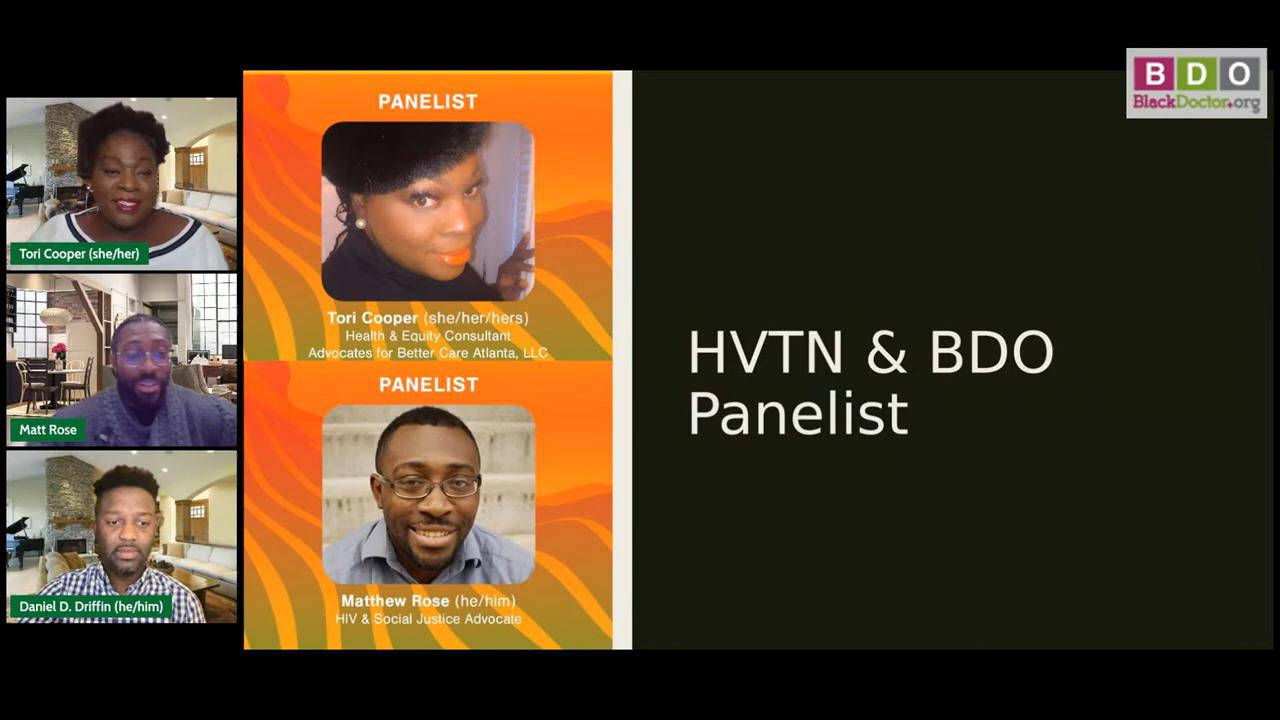 BDO
BlackDoctor.org
Tori Cooper (she/her)
Matt Rose
Daniel D. Driffin (he/him)
PANELIST
Tori Cooper (she/her/hers)
Health & Equity Consultant
Advocates for Better Care Atlanta, LLC
PANELIST
Matthew Rose (he/him)
HIV & Social Justice Advocate
HVTN & BDO
Panelist